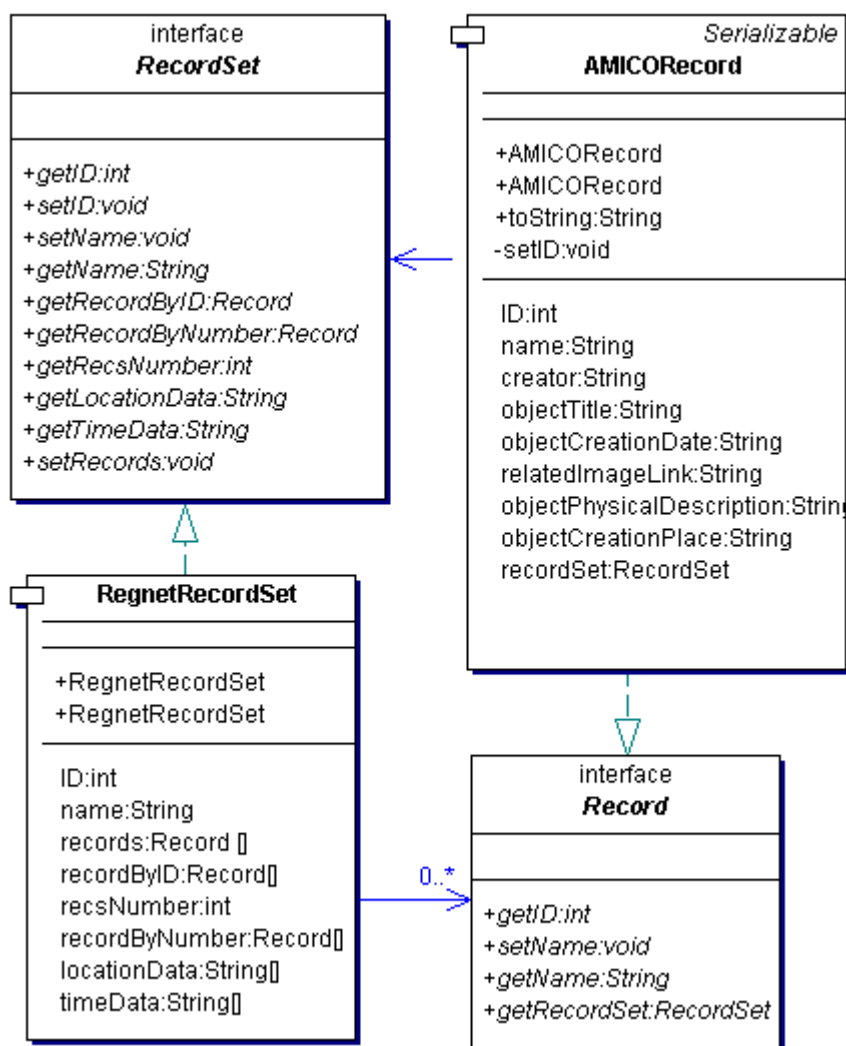 interface
RecordSet
+getID:int
+setID:void
+setName:void
+getName:String
+getRecordByID:Record
+getRecordByNumber:Record
+getRecsNumber:int
+getLocationData:String
+getTimeData:String
+setRecords:void
Serializable
AMICORecord
+AMICORecord
+AMICORecord
+toString:String
-setID:void
ID:int
name:String
creator:String
objectTitle:String
objectCreationDate:String
relatedImageLink:String
objectPhysicalDescription:String
objectCreationPlace:String
recordSet:RecordSet
RegnetRecordSet
+RegnetRecordSet
+RegnetRecordSet
ID:int
name:String
records:Record []
recordByID:Record[]
recsNumber:int
recordByNumber:Record[]
locationData:String[]
timeData:String[]
0..*
interface
Record
+getID:int
+setName:void
+getName:String
+getRecordSet:RecordSet